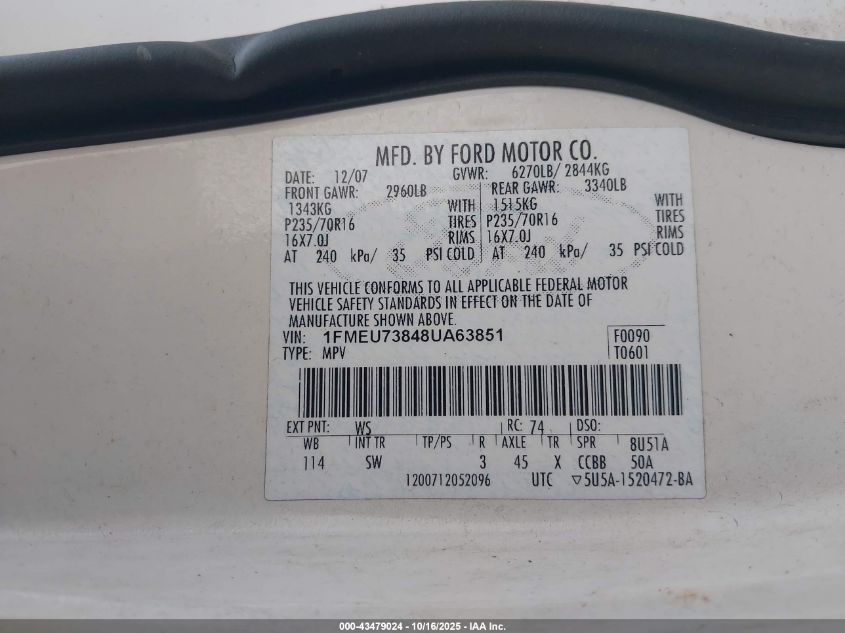 MFD. BY FORD MOTOR CO.
DATE: 12/07 GVWR: 6270LB/ 2844KG
FRONT GAWR: 2960LB REAR GAWR: 3340LB
1343KG WITH 1515KG WITH
P235/70R16 TIRES P235/70R16 TIRES
16X7.0J RIMS 16X7.0J RIMS
AT 240 kPa/ 35 PSI COLD AT 240 kPa/ 35 PSI COLD
THIS VEHICLE CONFORMS TO ALL APPLICABLE FEDERAL MOTOR
VEHICLE SAFETY STANDARDS IN EFFECT ON THE DATE OF
MANUFACTURE SHOWN ABOVE.
VIN: 1FMEU73848UA63851 F0090
TYPE: MPV T0601
EXT PNT: WS RC: 74 DSO:
WB INT TR TP/PS R AXLE TR SPR 8U51A
114 SW 3 45 X CCBB 50A
1200712052096 UTC ▽5U5A-1520472-BA
000-43479024 - 10/16/2025 - IAA Inc.